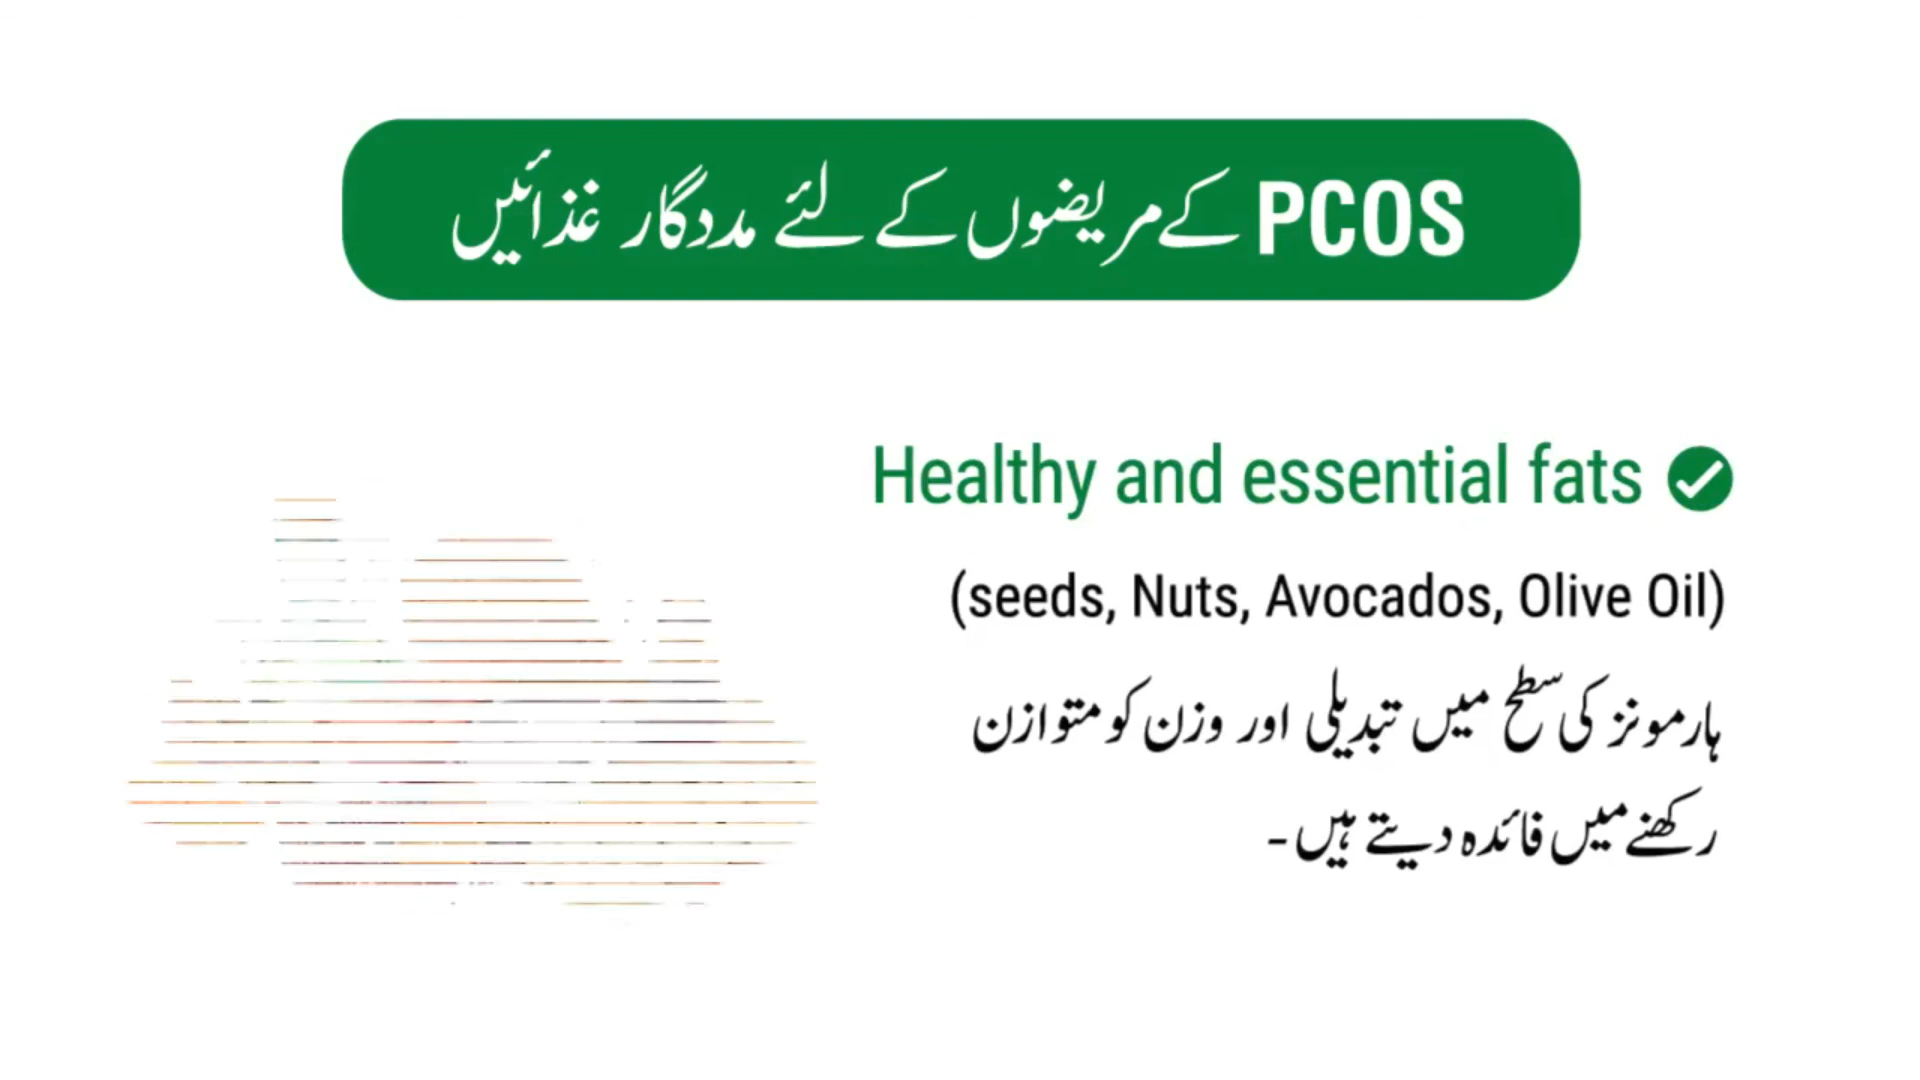 PCOS کے مریضوں کے لئے مددگار غذائیں
Healthy and essential fats
(seeds, Nuts, Avocados, Olive Oil)
ہارمونز کی سطح میں تبدیلی اور وزن کو متوازن
رکھنے میں فائدہ دیتے ہیں۔